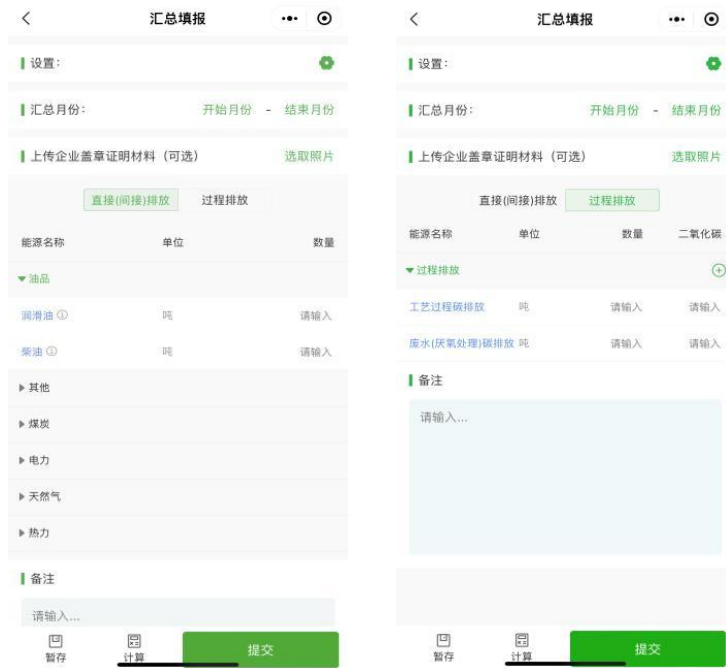 汇总填报
设置：
汇总月份： 开始月份 - 结束月份
上传企业盖章证明材料（可选） 选取照片
直接(间接)排放 过程排放
能源名称 单位 数量
油品
润滑油 吨 请输入
柴油 吨 请输入
其他
煤炭
电力
天然气
热力
备注
请输入...
暂存 计算 提交
汇总填报
设置：
汇总月份： 开始月份 - 结束月份
上传企业盖章证明材料（可选） 选取照片
直接(间接)排放 过程排放
能源名称 单位 数量 二氧化碳
过程排放
工艺过程碳排放 吨 请输入 请输入
废水(厌氧处理)碳排放 吨 请输入 请输入
备注
请输入...
暂存 计算 提交